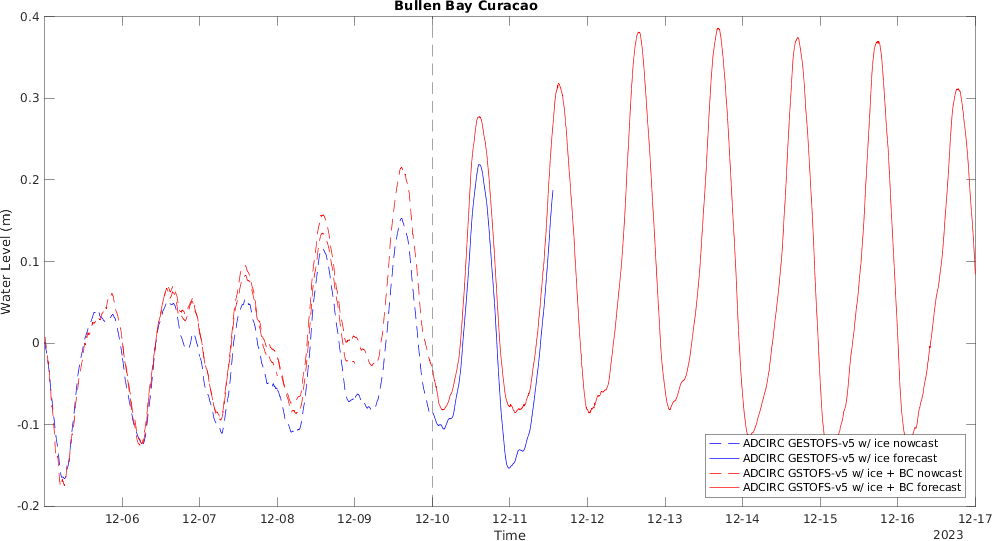 Bullen Bay Curacao
0.4
0.3
0.2
0.1
0
-0.1
-0.2
Water Level (m)
ADCIRC GESTOFS-v5 w/ ice nowcast
ADCIRC GESTOFS-v5 w/ ice forecast
ADCIRC GSTOFS-v5 w/ ice + BC nowcast
ADCIRC GSTOFS-v5 w/ ice + BC forecast
12-06 12-07 12-08 12-09 12-10 12-11 12-12 12-13 12-14 12-15 12-16 12-17
Time
2023